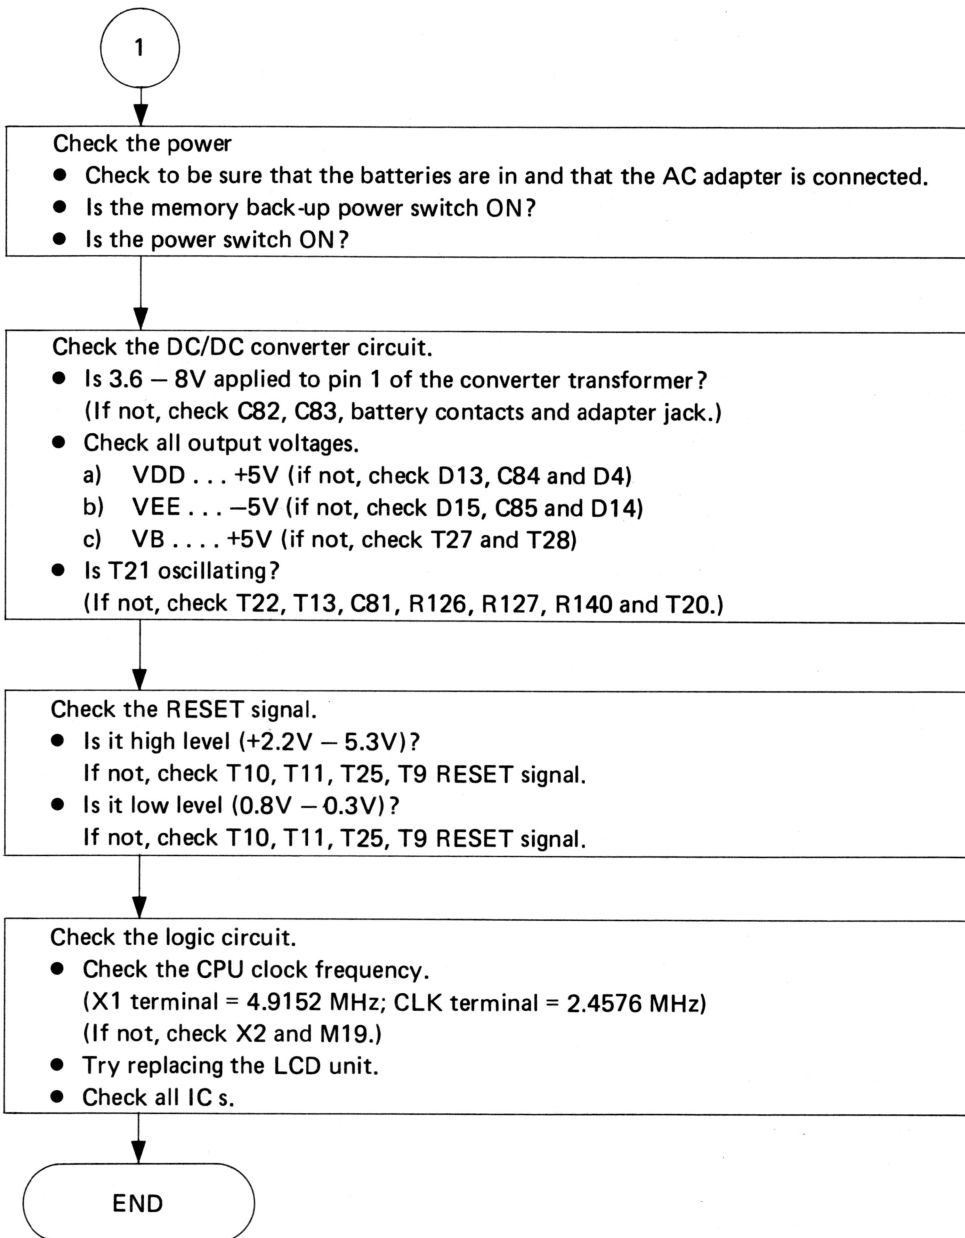 1
Check the power
● Check to be sure that the batteries are in and that the AC adapter is connected.
● Is the memory back-up power switch ON?
● Is the power switch ON?
Check the DC/DC converter circuit.
● Is 3.6 – 8V applied to pin 1 of the converter transformer?
(If not, check C82, C83, battery contacts and adapter jack.)
● Check all output voltages.
a) VDD . . . +5V (if not, check D13, C84 and D4)
b) VEE . . . –5V (if not, check D15, C85 and D14)
c) VB . . . . +5V (if not, check T27 and T28)
● Is T21 oscillating?
(If not, check T22, T13, C81, R126, R127, R140 and T20.)
Check the RESET signal.
● Is it high level (+2.2V – 5.3V)?
If not, check T10, T11, T25, T9 RESET signal.
● Is it low level (0.8V – 0.3V)?
If not, check T10, T11, T25, T9 RESET signal.
Check the logic circuit.
● Check the CPU clock frequency.
(X1 terminal = 4.9152 MHz; CLK terminal = 2.4576 MHz)
(If not, check X2 and M19.)
● Try replacing the LCD unit.
● Check all IC s.
END